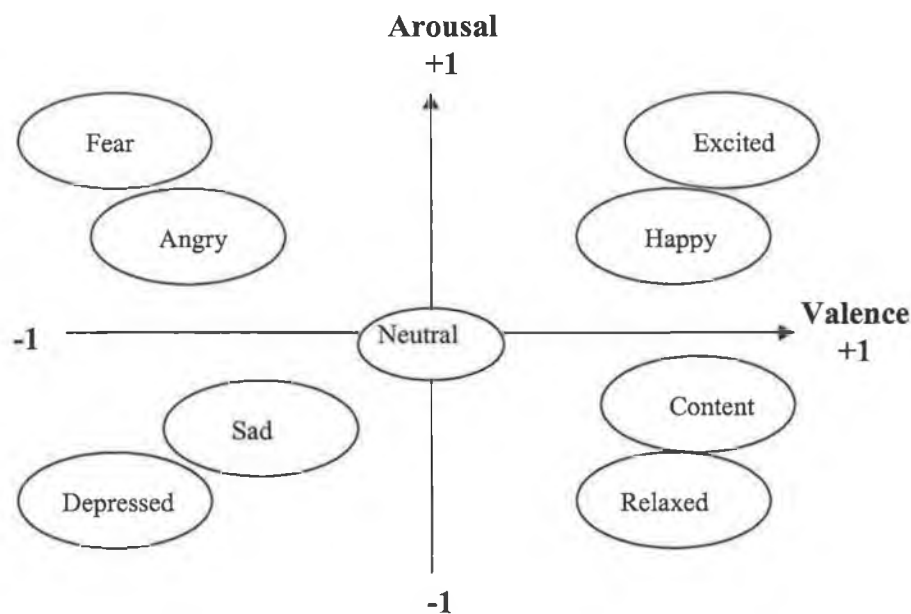 Arousal
+1
Fear
Excited
Angry
Happy
-1
Neutral
Valence
+1
Sad
Content
Depressed
Relaxed
-1